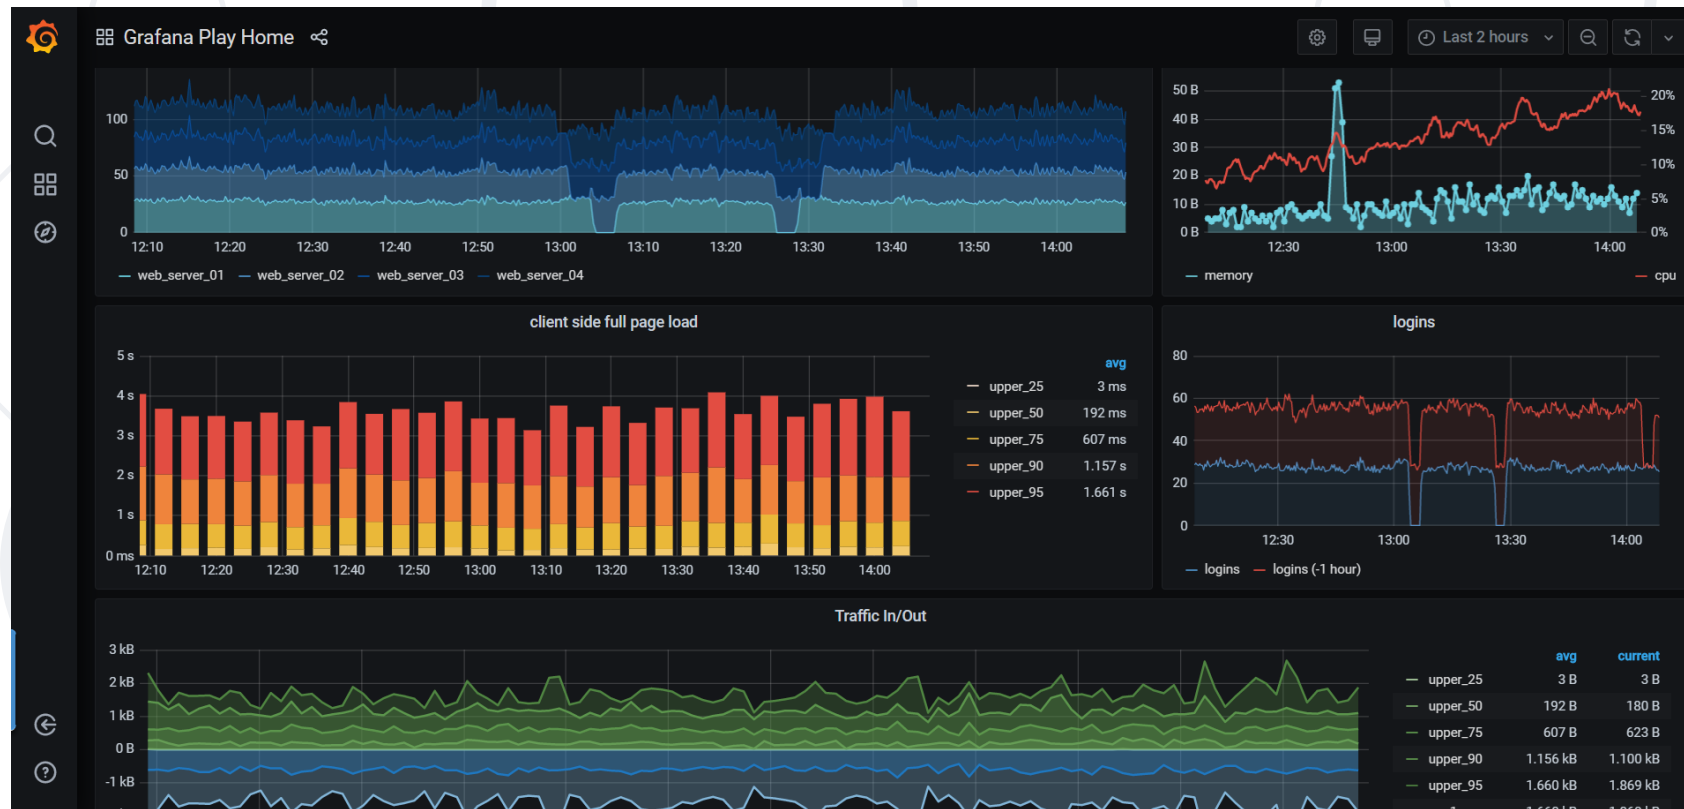 Grafana Play Home
Last 2 hours
100
50
0
12:10 12:20 12:30 12:40 12:50 13:00 13:10 13:20 13:30 13:40 13:50 14:00
web_server_01 web_server_02 web_server_03 web_server_04
50 B
40 B
30 B
20 B
10 B
0 B
20%
15%
10%
5%
0%
12:30 13:00 13:30 14:00
memory cpu
client side full page load
5 s
4 s
3 s
2 s
1 s
0 ms
12:10 12:20 12:30 12:40 12:50 13:00 13:10 13:20 13:30 13:40 13:50 14:00
avg
upper_25 3 ms
upper_50 192 ms
upper_75 607 ms
upper_90 1.157 s
upper_95 1.661 s
logins
80
60
40
20
0
12:30 13:00 13:30 14:00
logins logins (-1 hour)
Traffic In/Out
3 kB
2 kB
1 kB
0 B
-1 kB
avg current
upper_25 3 B 3 B
upper_50 192 B 180 B
upper_75 607 B 623 B
upper_90 1.156 kB 1.100 kB
upper_95 1.660 kB 1.869 kB